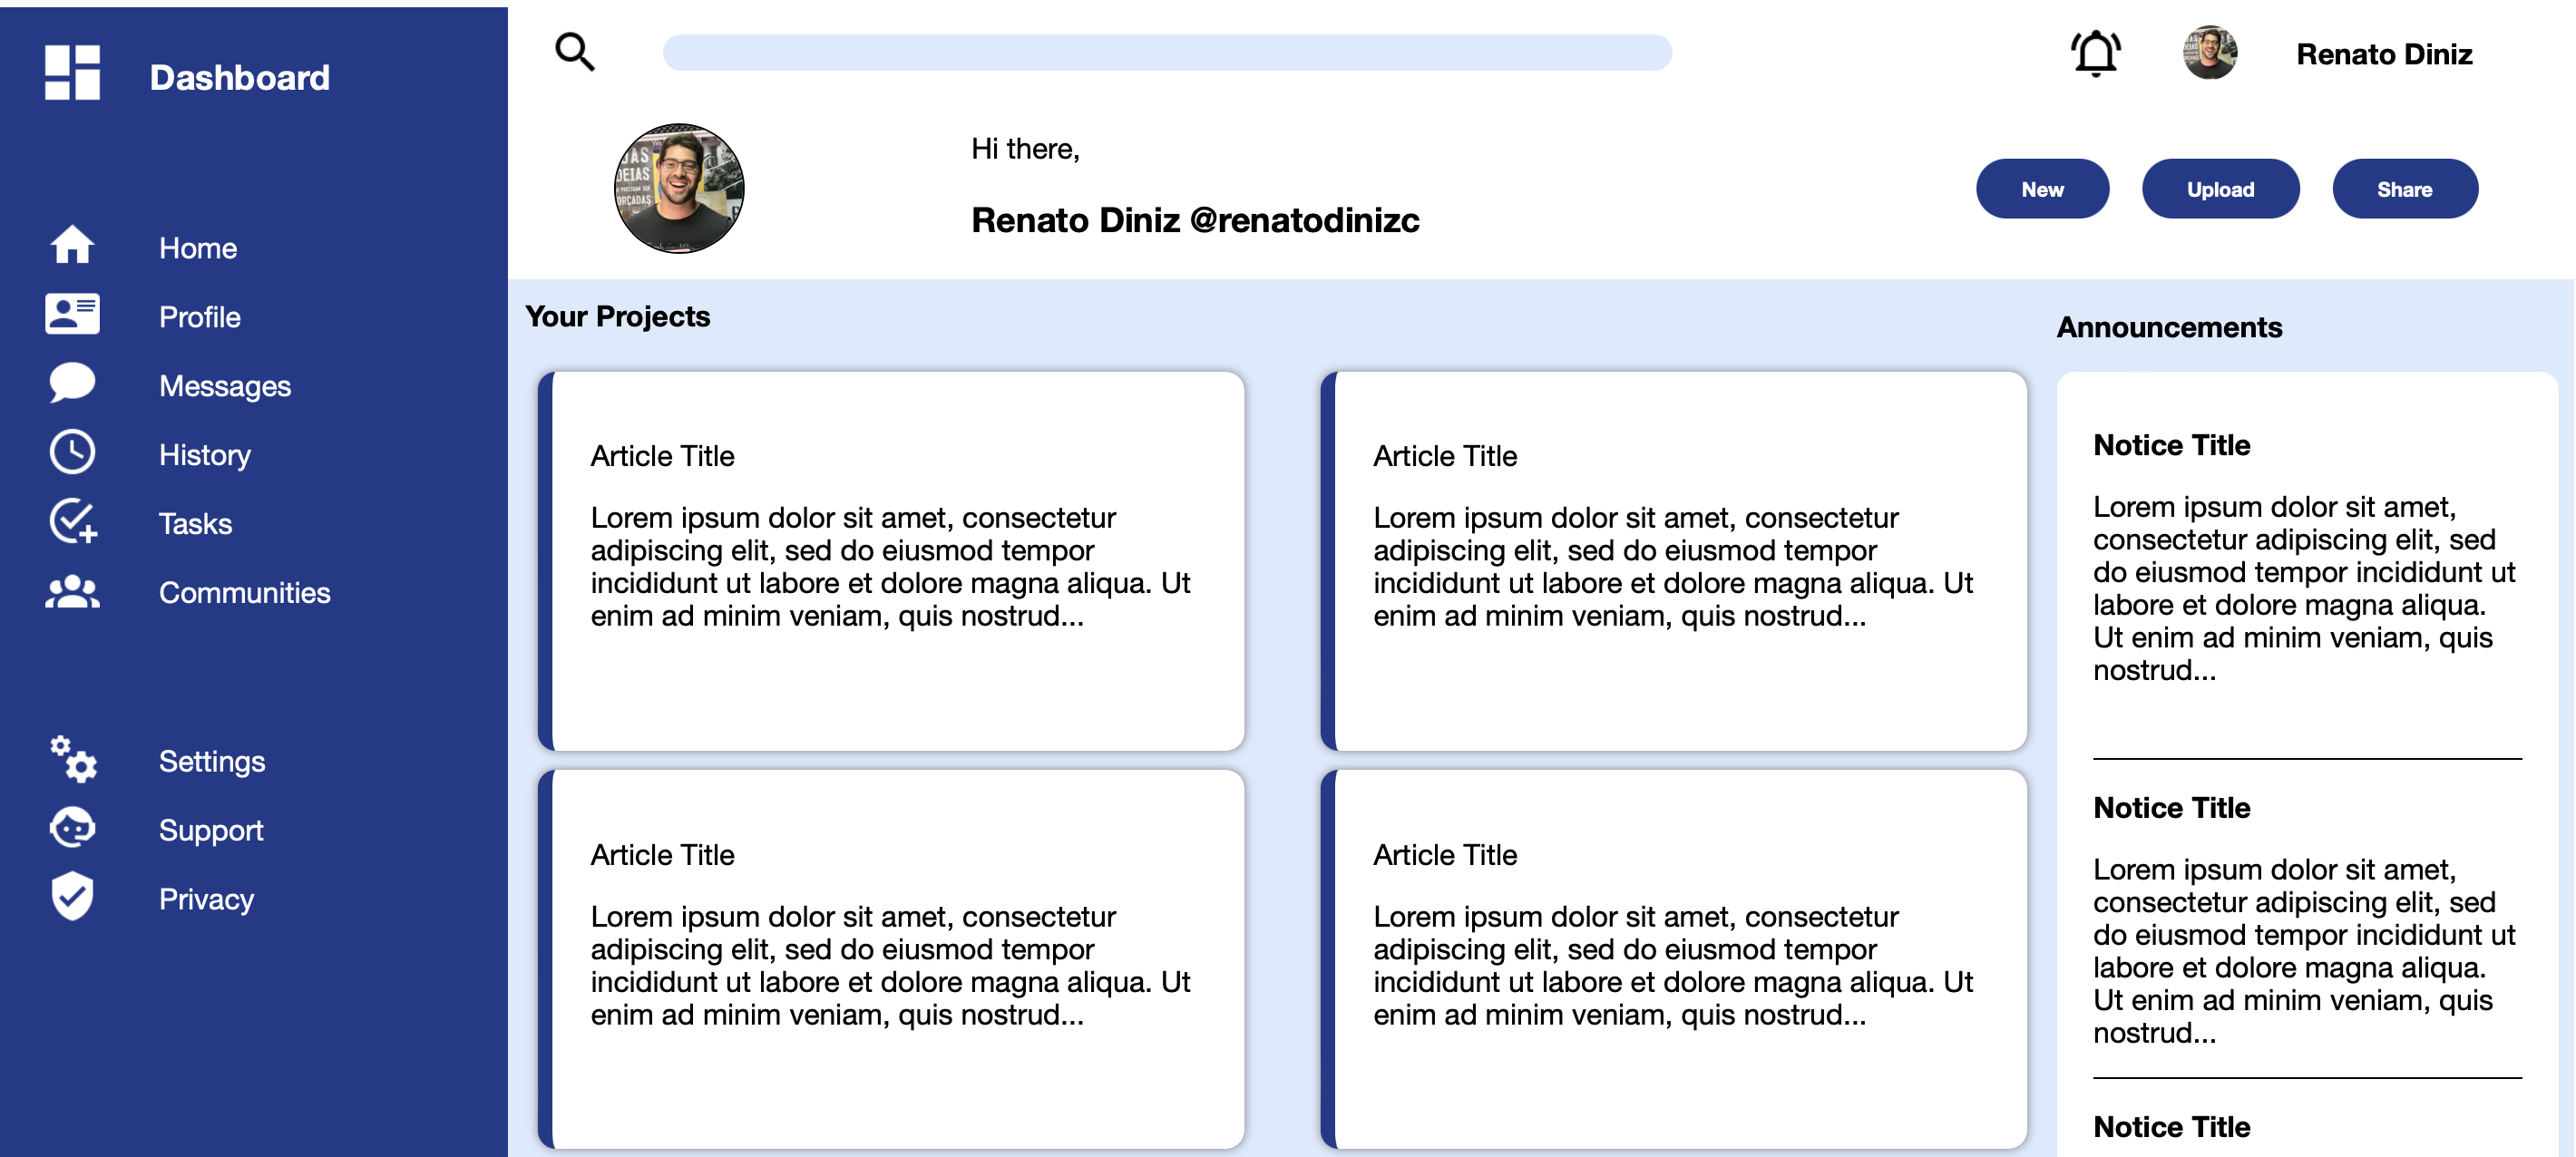 Dashboard
Home
Profile
Messages
History
Tasks
Communities
Settings
Support
Privacy
Renato Diniz
Hi there,
Renato Diniz @renatodinizc
New
Upload
Share
Your Projects
Article Title
Lorem ipsum dolor sit amet, consectetur
adipiscing elit, sed do eiusmod tempor
incididunt ut labore et dolore magna aliqua. Ut
enim ad minim veniam, quis nostrud...
Article Title
Lorem ipsum dolor sit amet, consectetur
adipiscing elit, sed do eiusmod tempor
incididunt ut labore et dolore magna aliqua. Ut
enim ad minim veniam, quis nostrud...
Article Title
Lorem ipsum dolor sit amet, consectetur
adipiscing elit, sed do eiusmod tempor
incididunt ut labore et dolore magna aliqua. Ut
enim ad minim veniam, quis nostrud...
Article Title
Lorem ipsum dolor sit amet, consectetur
adipiscing elit, sed do eiusmod tempor
incididunt ut labore et dolore magna aliqua. Ut
enim ad minim veniam, quis nostrud...
Announcements
Notice Title
Lorem ipsum dolor sit amet,
consectetur adipiscing elit, sed
do eiusmod tempor incididunt ut
labore et dolore magna aliqua.
Ut enim ad minim veniam, quis
nostrud...
Notice Title
Lorem ipsum dolor sit amet,
consectetur adipiscing elit, sed
do eiusmod tempor incididunt ut
labore et dolore magna aliqua.
Ut enim ad minim veniam, quis
nostrud...
Notice Title